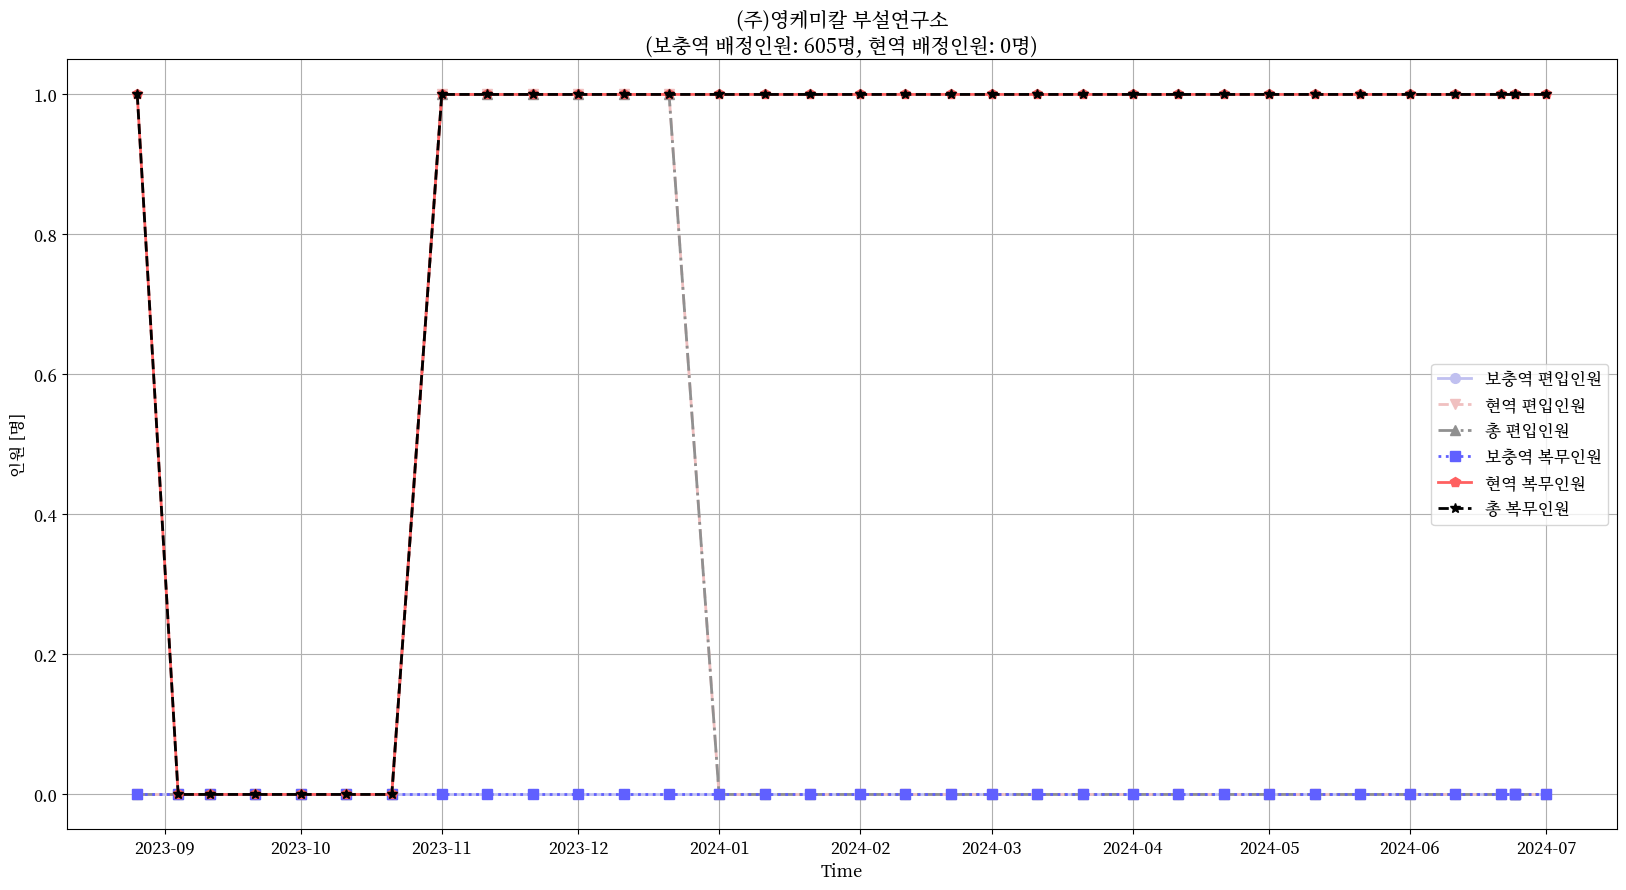 (주)영케미칼 부설연구소
(보충역 배정인원: 605명, 현역 배정인원: 0명)
인원 [명]
1.0
0.8
0.6
0.4
0.2
0.0
보충역 편입인원
현역 편입인원
총 편입인원
보충역 복무인원
현역 복무인원
총 복무인원
2023-09
2023-10
2023-11
2023-12
2024-01
2024-02
2024-03
2024-04
2024-05
2024-06
2024-07
Time